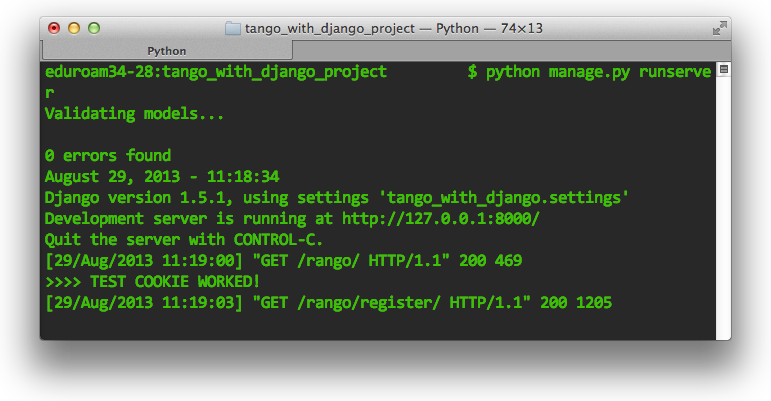 tango_with_django_project — Python — 74×13
Python
eduroam34-28:tango_with_django_project $ python manage.py runserve
r
Validating models...
0 errors found
August 29, 2013 - 11:18:34
Django version 1.5.1, using settings 'tango_with_django.settings'
Development server is running at http://127.0.0.1:8000/
Quit the server with CONTROL-C.
[29/Aug/2013 11:19:00] "GET /rango/ HTTP/1.1" 200 469
>>>> TEST COOKIE WORKED!
[29/Aug/2013 11:19:03] "GET /rango/register/ HTTP/1.1" 200 1205